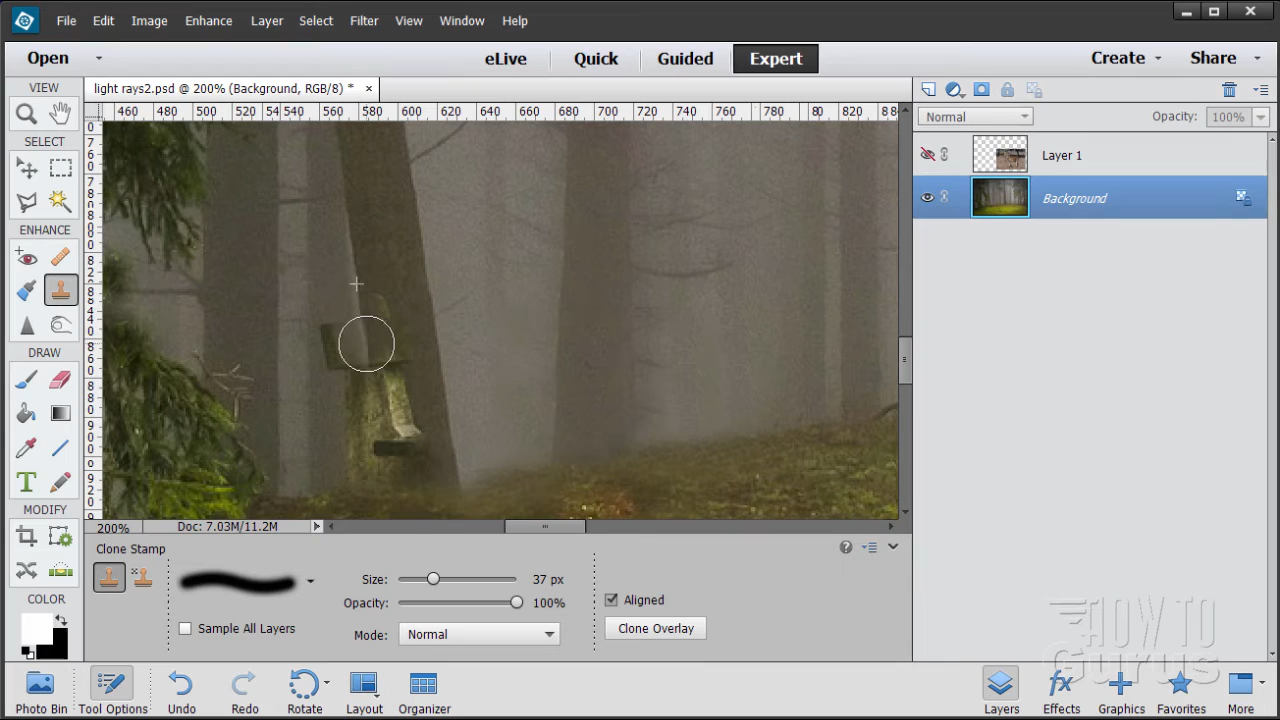 File Edit Image Enhance Layer Select Filter View Window Help
Open eLive Quick Guided Expert Create Share
VIEW
light rays2.psd @ 200% (Background, RGB/8) * ×
460 480 500 520 540 560 580 600 620 640 660 680 700 720 740 760 780 80 820
Normal Opacity: 100%
SELECT
Layer 1
Background
ENHANCE
DRAW
T
MODIFY
200% Doc: 7.03M/11.2M
Clone Stamp
Size: 37 px
Opacity: 100%
Aligned
Sample All Layers
Mode: Normal
Clone Overlay
COLOR
HOW TO
Gurus
Photo Bin Tool Options Undo Redo Rotate Layout Organizer Layers Effects Graphics Favorites More